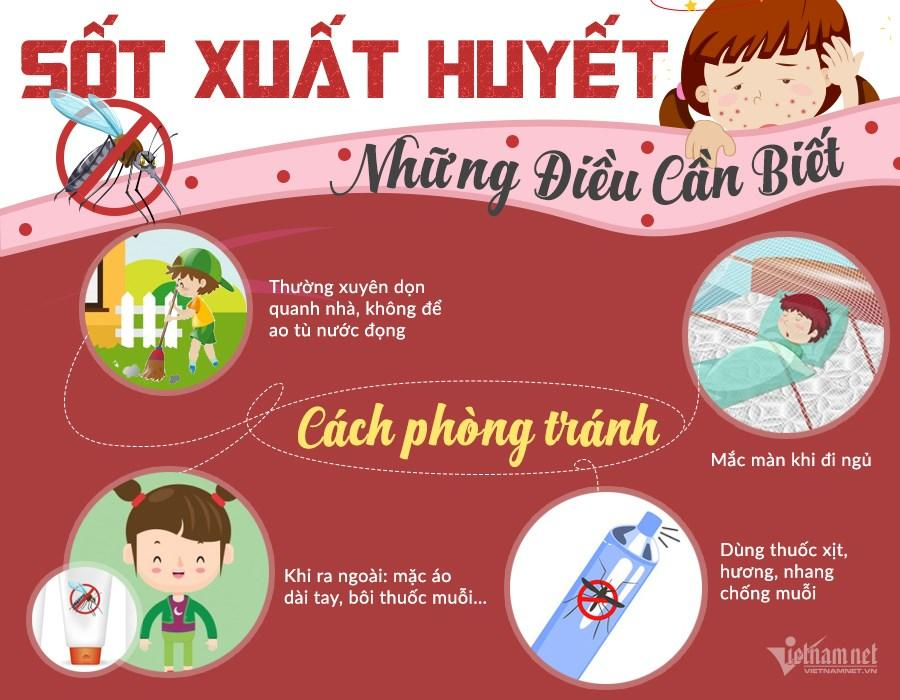 SỐT XUẤT HUYẾT
Những Điều Cần Biết
Thường xuyên dọn
quanh nhà, không để
ao tù nước đọng
Cách phòng tránh
Mắc màn khi đi ngủ
Khi ra ngoài: mặc áo
dài tay, bôi thuốc muỗi...
Dùng thuốc xịt,
hương, nhang
chống muỗi
Vietnamnet
VIETNAMNET.VN